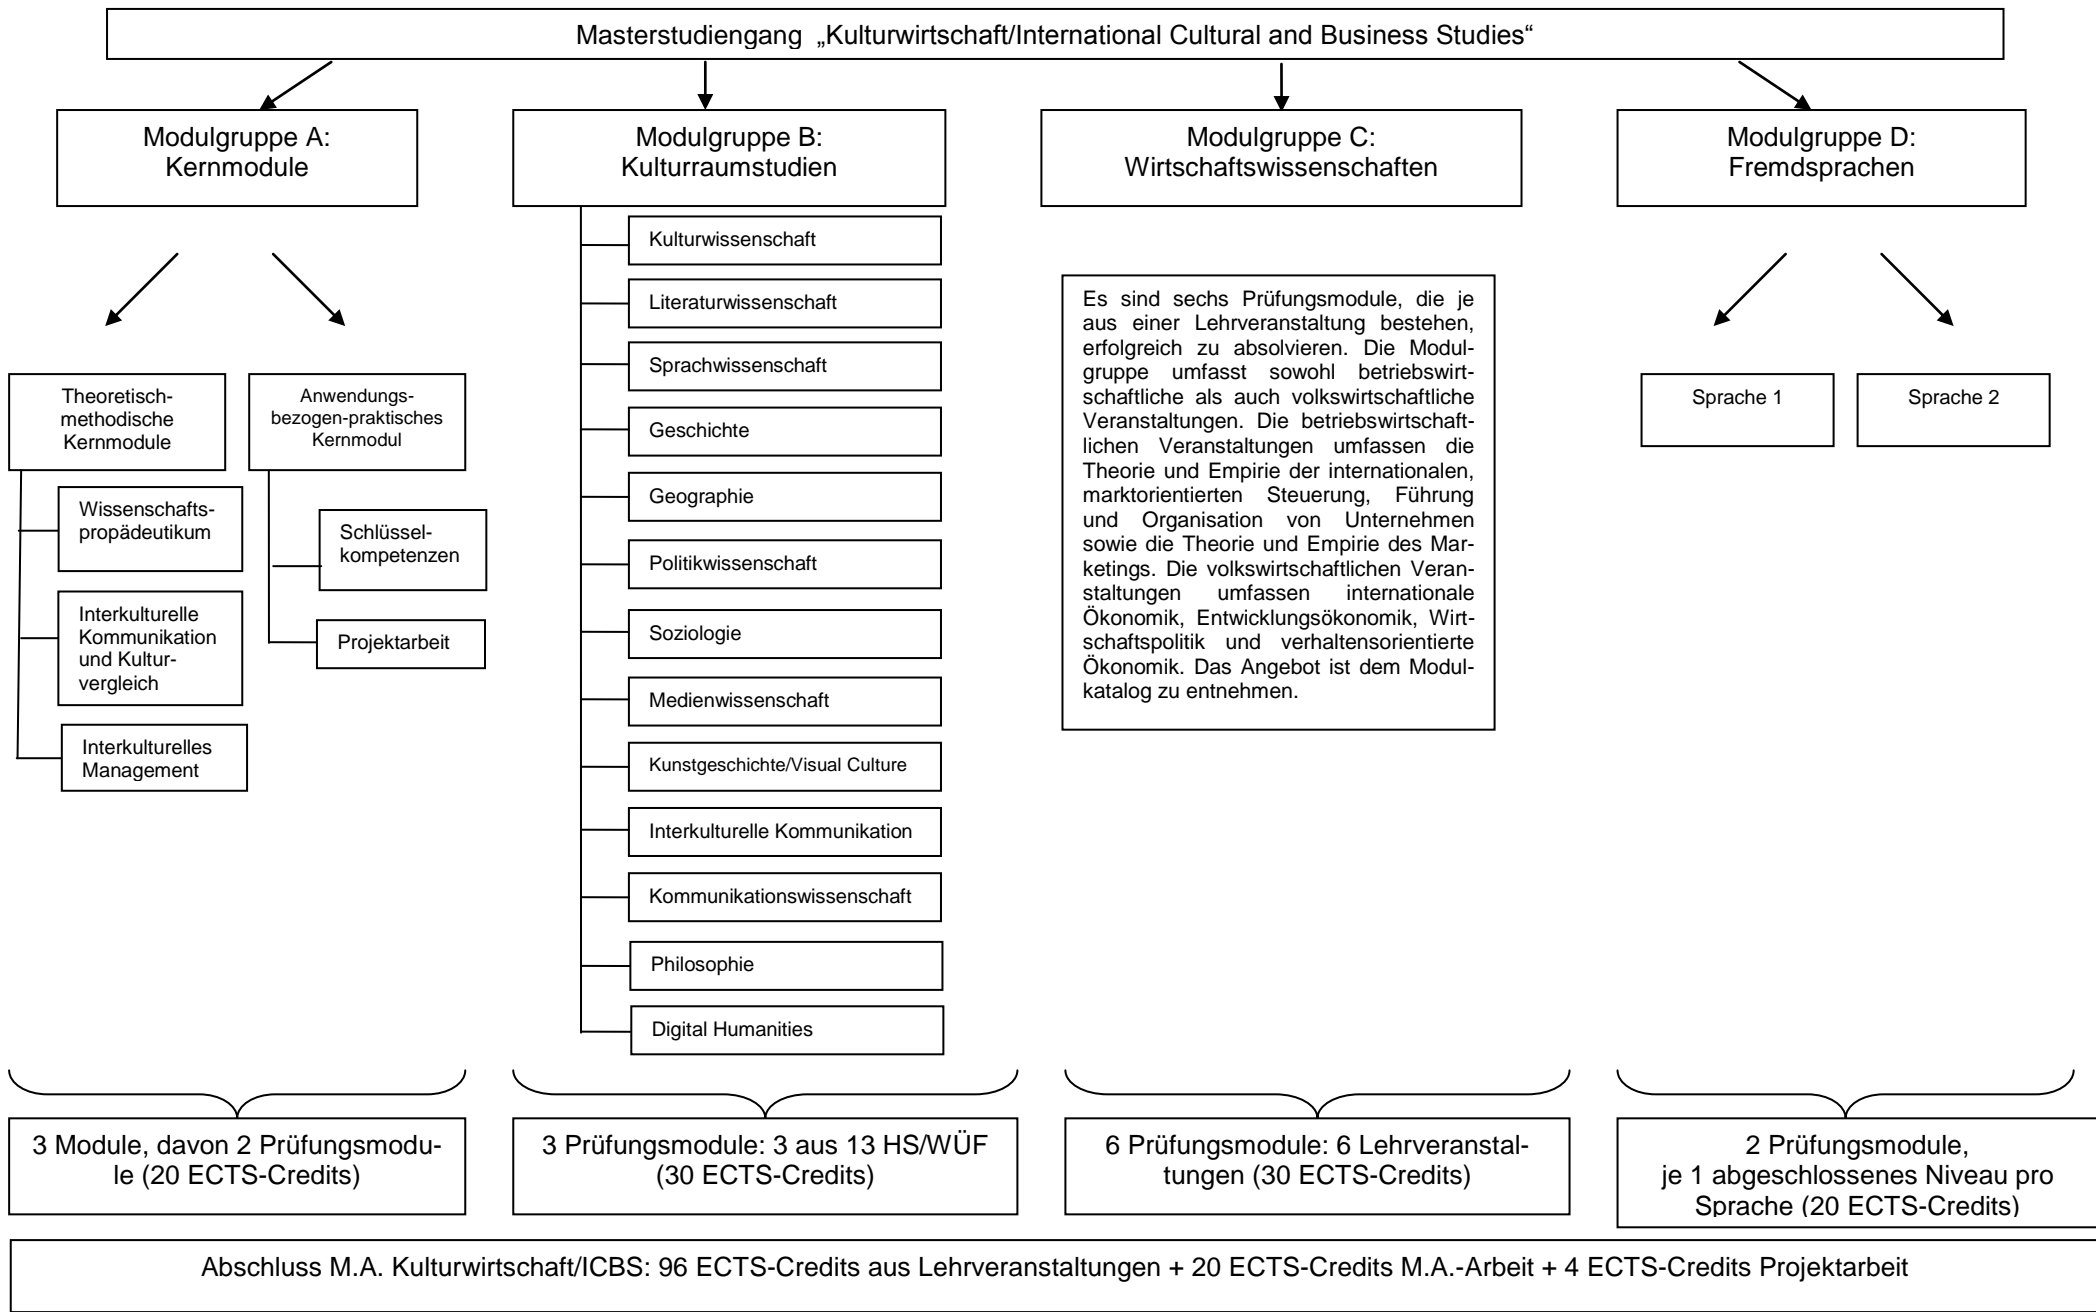 Masterstudiengang „Kulturwirtschaft/International Cultural and Business Studies“
Modulgruppe A:
Kernmodule
Modulgruppe B:
Kulturraumstudien
Modulgruppe C:
Wirtschaftswissenschaften
Modulgruppe D:
Fremdsprachen
Theoretisch-
methodische
Kernmodule
Wissenschafts-
propädeutikum
Interkulturelle
Kommunikation
und Kultur-
vergleich
Interkulturelles
Management
Anwendungs-
bezogen-praktisches
Kernmodul
Schlüssel-
kompetenzen
Projektarbeit
Kulturwissenschaft
Literaturwissenschaft
Sprachwissenschaft
Geschichte
Geographie
Politikwissenschaft
Soziologie
Medienwissenschaft
Kunstgeschichte/Visual Culture
Interkulturelle Kommunikation
Kommunikationswissenschaft
Philosophie
Digital Humanities
Es sind sechs Prüfungsmodule, die je
aus einer Lehrveranstaltung bestehen,
erfolgreich zu absolvieren. Die Modul-
gruppe umfasst sowohl betriebswirt-
schaftliche als auch volkswirtschaftliche
Veranstaltungen. Die betriebswirtschaft-
lichen Veranstaltungen umfassen die
Theorie und Empirie der internationalen,
marktorientierten Steuerung, Führung
und Organisation von Unternehmen
sowie die Theorie und Empirie des Mar-
ketings. Die volkswirtschaftlichen Veran-
staltungen umfassen internationale
Ökonomik, Entwicklungsökonomik, Wirt-
schaftspolitik und verhaltensorientierte
Ökonomik. Das Angebot ist dem Modul-
katalog zu entnehmen.
Sprache 1
Sprache 2
3 Module, davon 2 Prüfungsmodu-
le (20 ECTS-Credits)
3 Prüfungsmodule: 3 aus 13 HS/WÜF
(30 ECTS-Credits)
6 Prüfungsmodule: 6 Lehrveranstal-
tungen (30 ECTS-Credits)
2 Prüfungsmodule,
je 1 abgeschlossenes Niveau pro
Sprache (20 ECTS-Credits)
Abschluss M.A. Kulturwirtschaft/ICBS: 96 ECTS-Credits aus Lehrveranstaltungen + 20 ECTS-Credits M.A.-Arbeit + 4 ECTS-Credits Projektarbeit